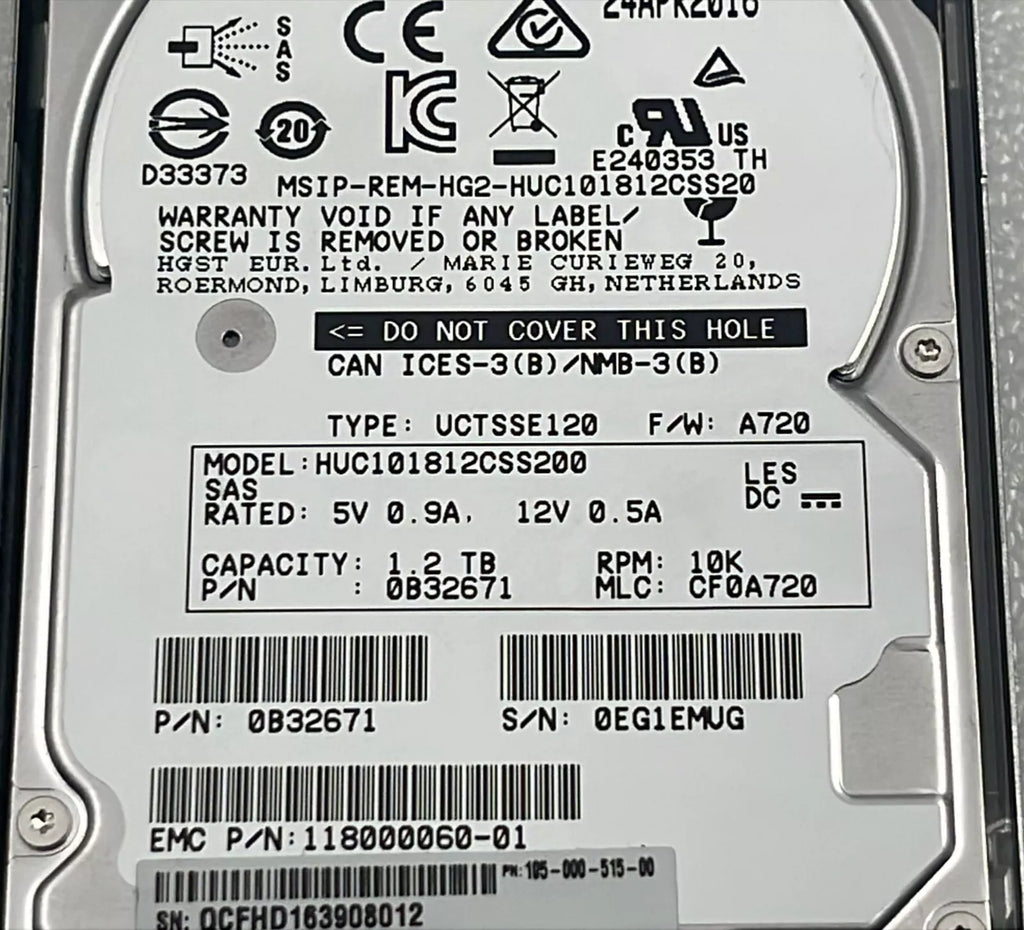 24APR2016
SAS
CE
20
D33373
C RU US
E240353 TH
MSIP-REM-HG2-HUC101812CSS20
WARRANTY VOID IF ANY LABEL/
SCREW IS REMOVED OR BROKEN
HGST EUR. Ltd. / MARIE CURIEWEG 20,
ROERMOND, LIMBURG, 6045 GH, NETHERLANDS
<= DO NOT COVER THIS HOLE
CAN ICES-3(B)/NMB-3(B)
TYPE: UCTSSE120 F/W: A720
MODEL:HUC101812CSS200
SAS
LES
DC
RATED: 5V 0.9A, 12V 0.5A
CAPACITY: 1.2 TB RPM: 10K
P/N : 0B32671 MLC: CF0A720
P/N: 0B32671 S/N: 0EG1EMUG
EMC P/N:118000060-01
PN: 105-000-515-00
SN: QCFHD163908012